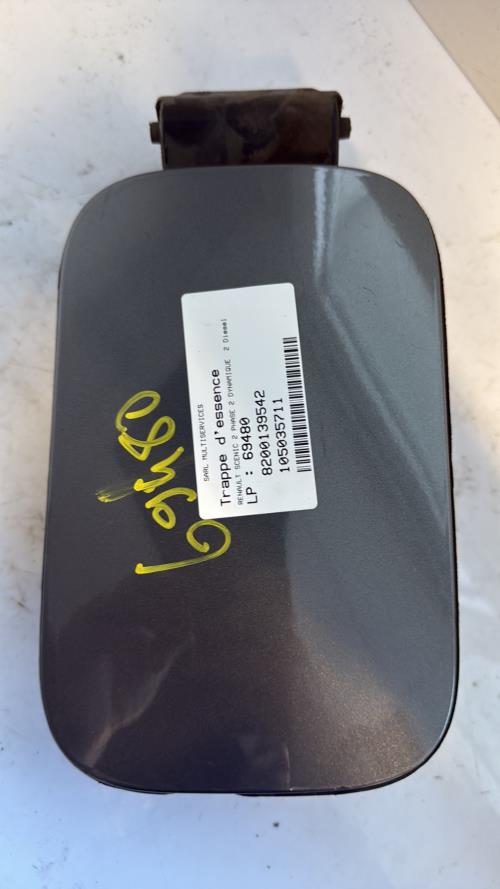 SARL MULTISERVICES
Trappe d'essence
RENAULT SCENIC 2 PHASE 2 DYNAMIQUE 2 Diesel
LP : 69480
8200139542
105035711
69480